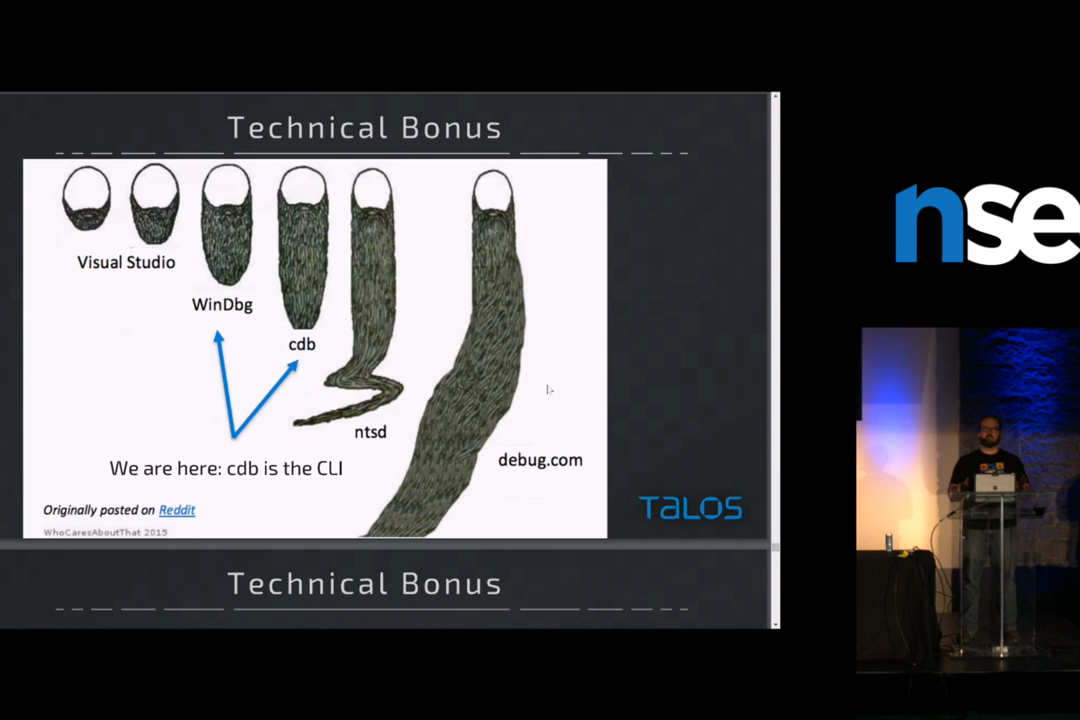 Technical Bonus
Visual Studio
WinDbg
cdb
ntsd
debug.com
We are here: cdb is the CLI
Originally posted on Reddit
WhoCaresAboutThat 2015
TALOS
Technical Bonus
nse